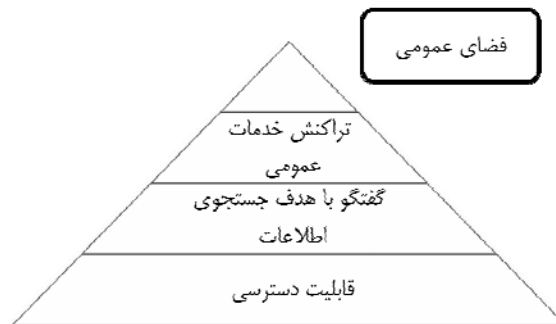 فضای عمومی
تراکنش خدمات
عمومی
گفتگو با هدف جستجوی
اطلاعات
قابلیت دسترسی